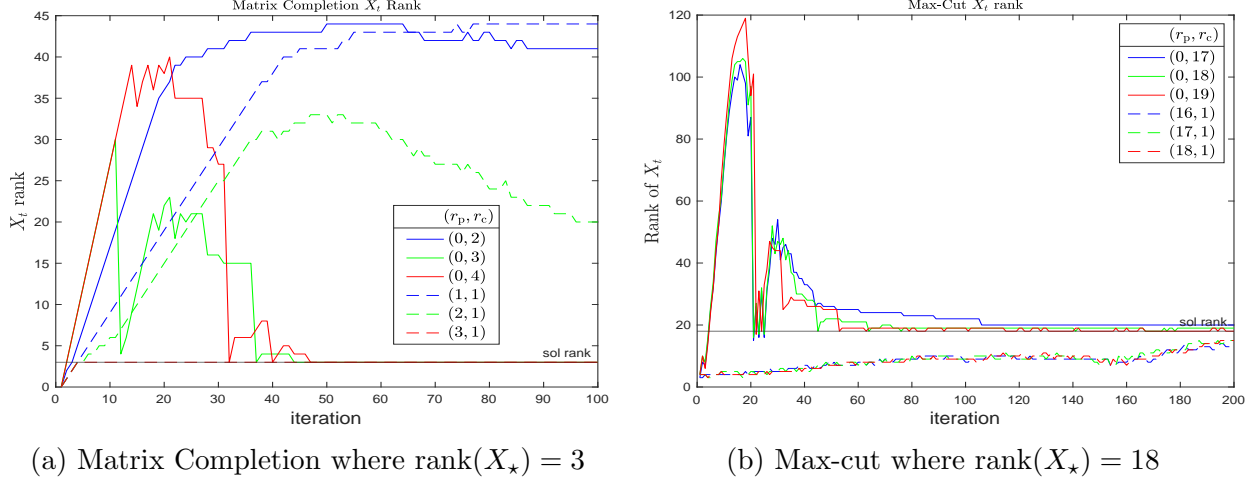 Matrix Completion X_t Rank
45
40
35
30
25
20
15
10
5
0
X_t rank
(r_p, r_c)
(0, 2)
(0, 3)
(0, 4)
(1, 1)
(2, 1)
(3, 1)
sol rank
0 10 20 30 40 50 60 70 80 90 100
iteration
(a) Matrix Completion where rank(X_⋆) = 3
Max-Cut X_t rank
120
100
80
60
40
20
0
Rank of X_t
(r_p, r_c)
(0, 17)
(0, 18)
(0, 19)
(16, 1)
(17, 1)
(18, 1)
sol rank
0 20 40 60 80 100 120 140 160 180 200
iteration
(b) Max-cut where rank(X_⋆) = 18